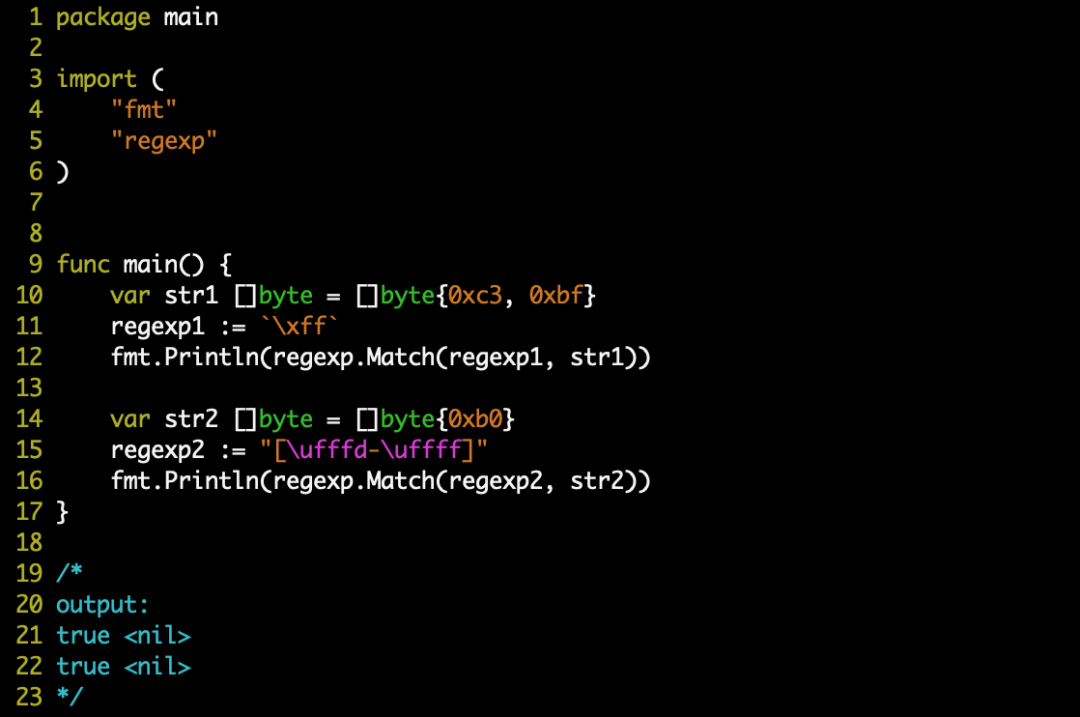 1 package main
2
3 import (
4     "fmt"
5     "regexp"
6 )
7
8
9 func main() {
10     var str1 []byte = []byte{0xc3, 0xbf}
11     regexp1 := `\xff`
12     fmt.Println(regexp.Match(regexp1, str1))
13
14     var str2 []byte = []byte{0xb0}
15     regexp2 := "[\ufffd-\uffff]"
16     fmt.Println(regexp.Match(regexp2, str2))
17 }
18
19 /*
20 output:
21 true <nil>
22 true <nil>
23 */